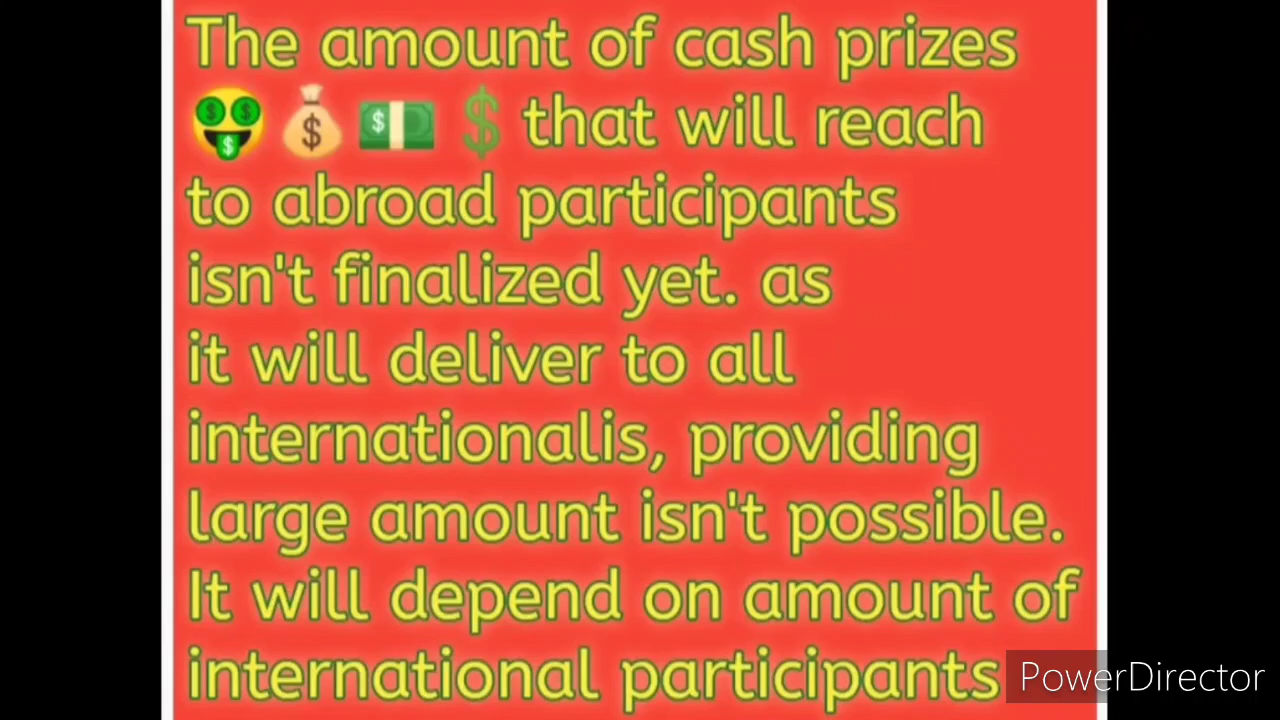 The amount of cash prizes
🤑💰💵💲that will reach
to abroad participants
isn't finalized yet. as
it will deliver to all
internationalis, providing
large amount isn't possible.
It will depend on amount of
international participants
PowerDirector